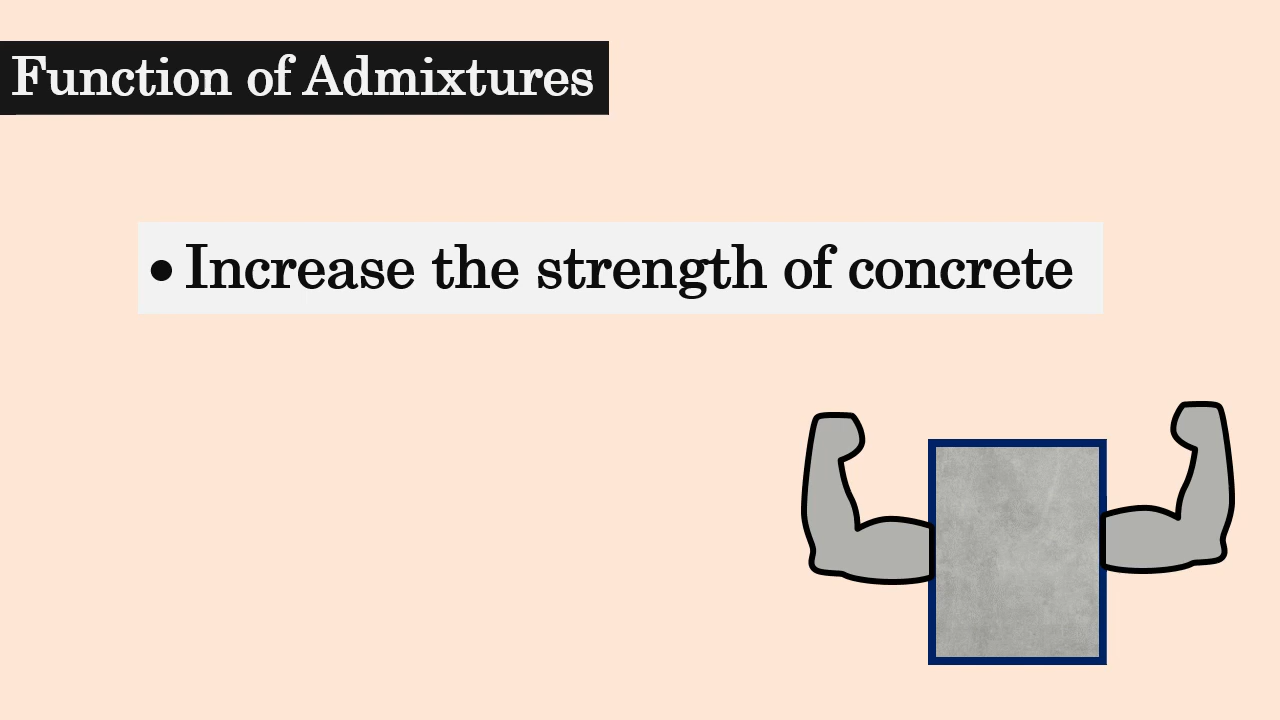 Function of Admixtures
• Increase the strength of concrete